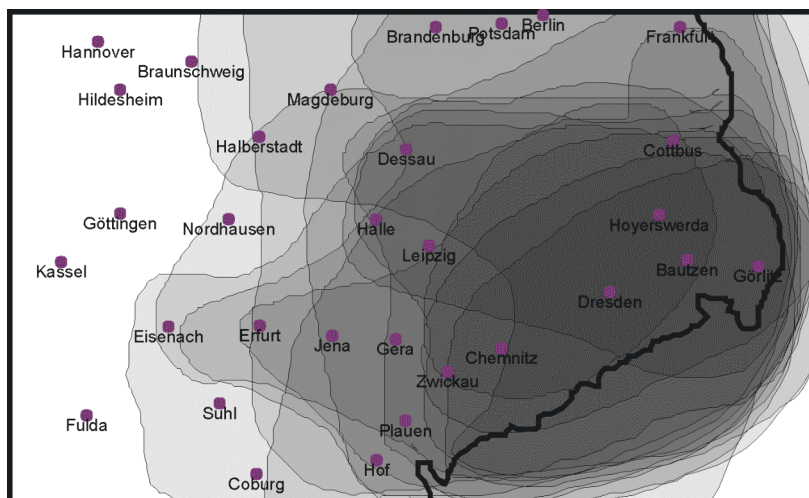 Berlin
Potsdam
Brandenburg
Frankfurt
Hannover
Braunschweig
Hildesheim
Magdeburg
Halberstadt
Cottbus
Dessau
Göttingen
Nordhausen
Halle
Hoyerswerda
Leipzig
Kassel
Bautzen
Görlitz
Dresden
Eisenach
Erfurt
Jena
Gera
Chemnitz
Zwickau
Suhl
Fulda
Plauen
Hof
Coburg